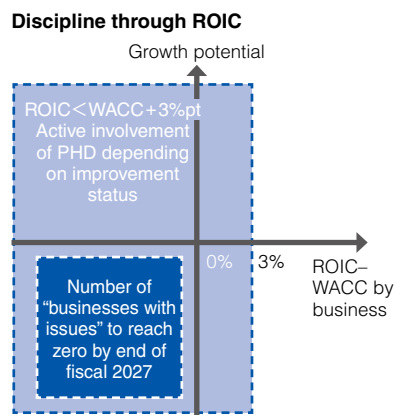 Discipline through ROIC
Growth potential
ROIC<WACC+3%pt
Active involvement
of PHD depending
on improvement
status
0%
3%
ROIC–
WACC by
business
Number of
“businesses with
issues” to reach
zero by end of
fiscal 2027